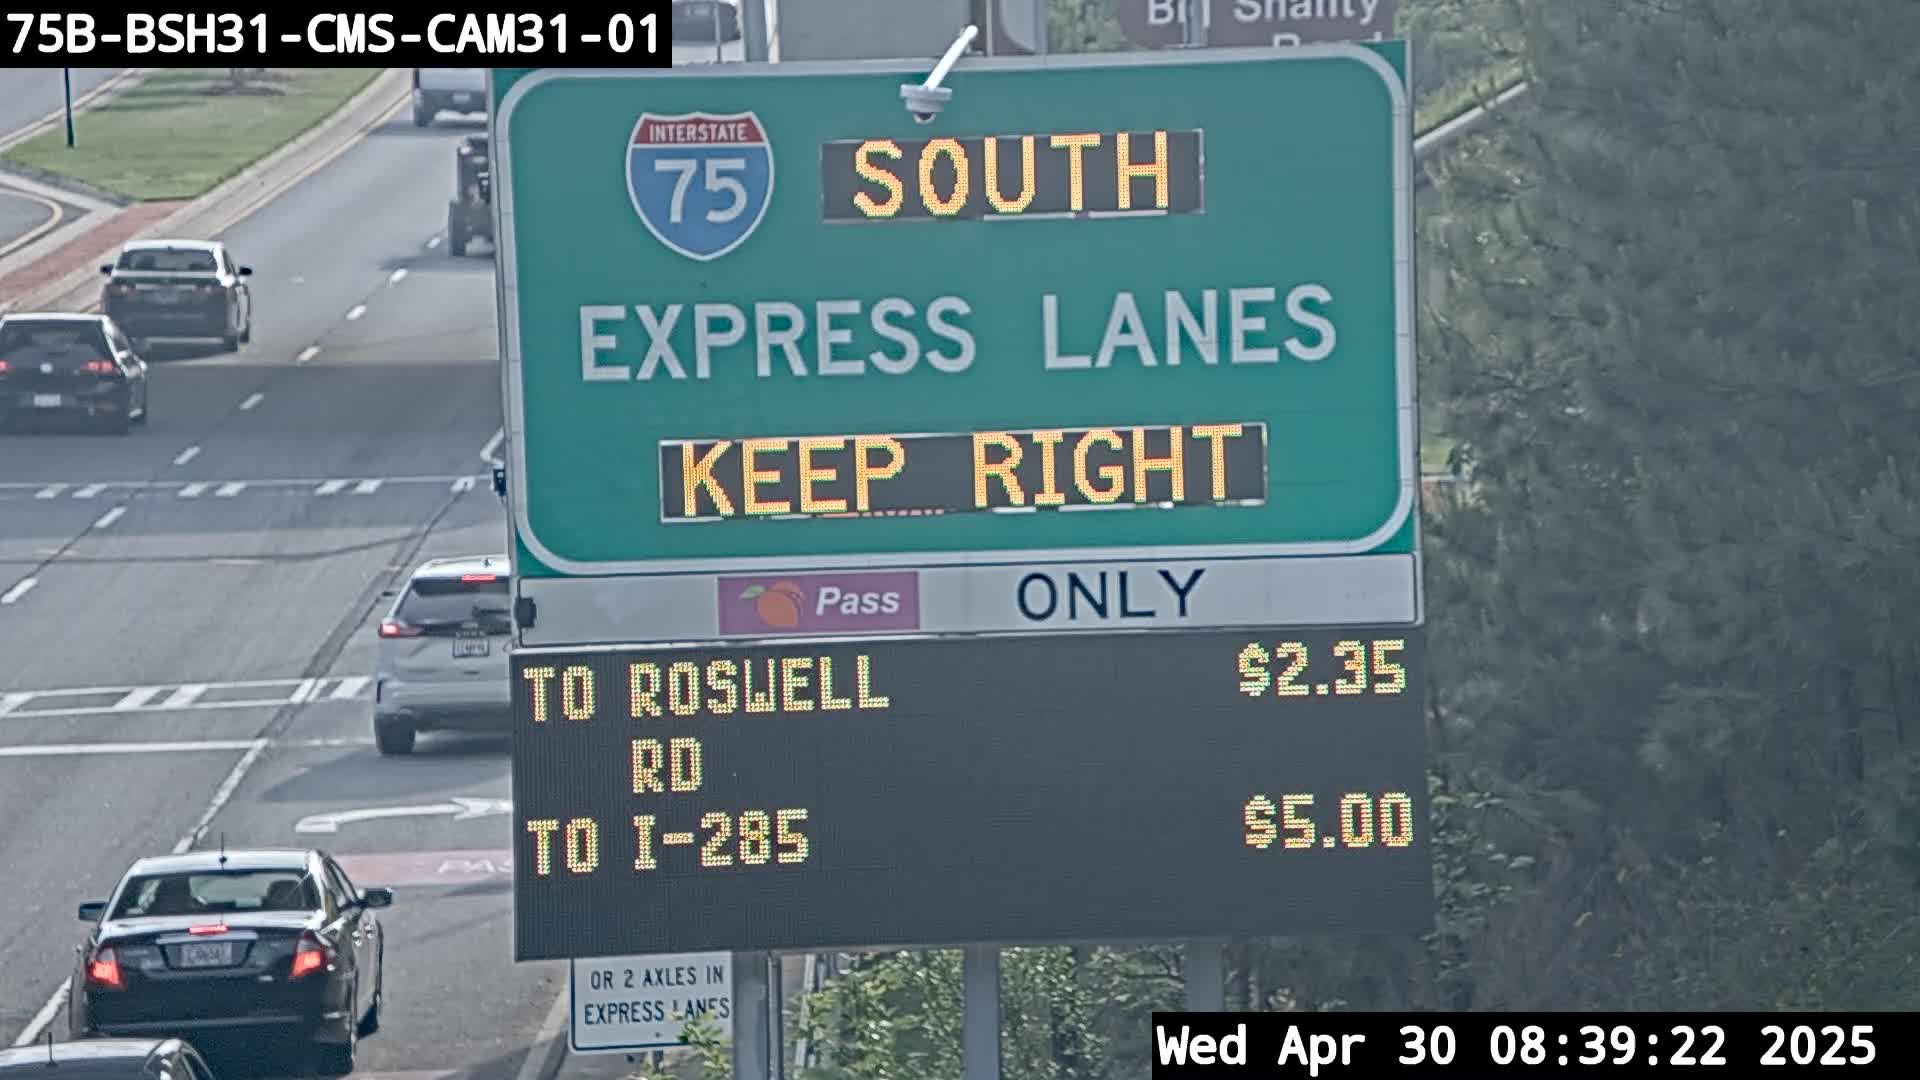 75B-BSH31-CMS-CAM31-01
Shanty
INTERSTATE
75
SOUTH
EXPRESS LANES
KEEP RIGHT
Pass ONLY
TO ROSWELL $2.35
RD
TO I-285 $5.00
OR 2 AXLES IN
EXPRESS LANES
Wed Apr 30 08:39:22 2025